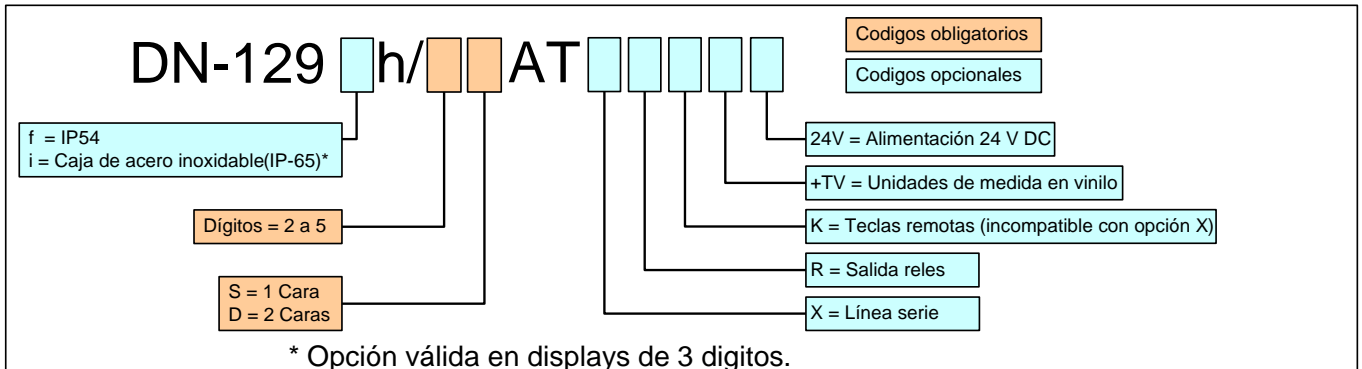 DN-129 h/ AT
Codigos obligatorios
Codigos opcionales
f = IP54
i = Caja de acero inoxidable(IP-65)*
24V = Alimentación 24 V DC
+TV = Unidades de medida en vinilo
Dígitos = 2 a 5
K = Teclas remotas (incompatible con opción X)
R = Salida reles
S = 1 Cara
D = 2 Caras
X = Línea serie
* Opción válida en displays de 3 digitos.